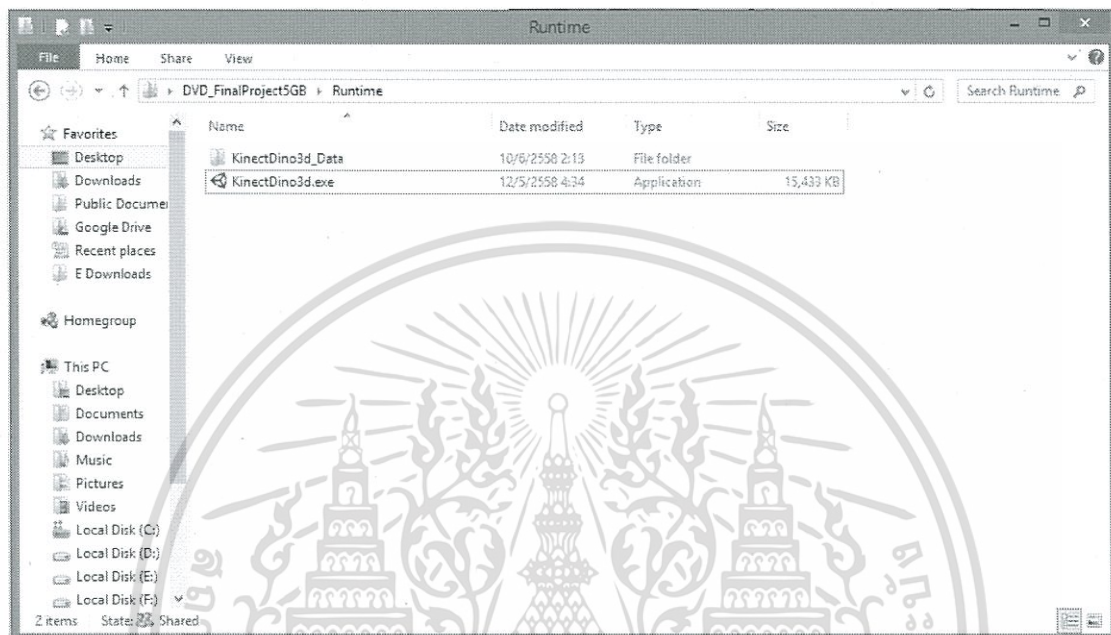 Runtime
File Home Share View
DVD_FinalProject5GB Runtime
Search Runtime
Name Date modified Type Size
KinectDino3d_Data 10/6/2558 2:13 File folder
KinectDino3d.exe 12/5/2558 4:34 Application 15,433 KB
Favorites
Desktop
Downloads
Public Documer
Google Drive
Recent places
E Downloads
Homegroup
This PC
Desktop
Documents
Downloads
Music
Pictures
Videos
Local Disk (C:)
Local Disk (D:)
Local Disk (E:)
Local Disk (F:)
2 items State: Shared